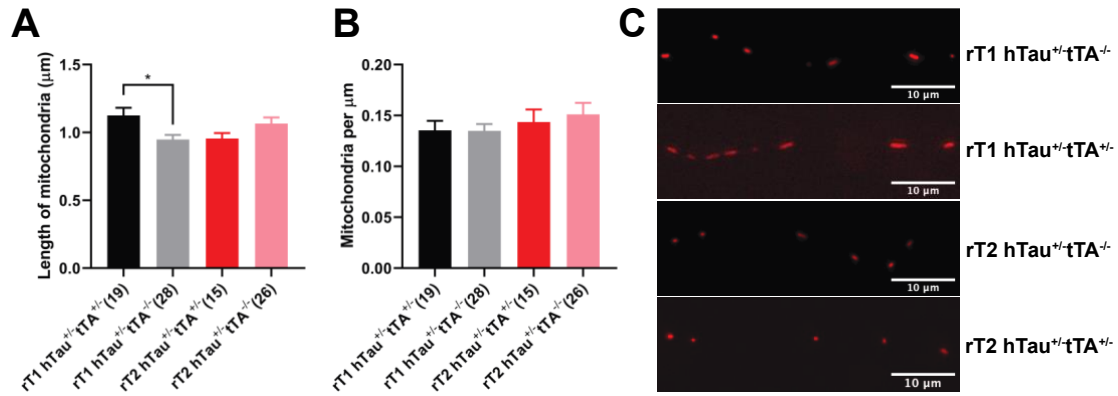 A
Length of mitochondria (μm)
1.5
1.0
0.5
0.0
*
rT1 hTau+/-tTA+/- (19)
rT1 hTau+/-tTA-/- (28)
rT2 hTau+/-tTA+/- (15)
rT2 hTau+/-tTA-/- (26)
B
Mitochondria per μm
0.20
0.15
0.10
0.05
0.00
rT1 hTau+/-tTA+/- (19)
rT1 hTau+/-tTA-/- (28)
rT2 hTau+/-tTA+/- (15)
rT2 hTau+/-tTA-/- (26)
C
rT1 hTau+/-tTA-/-
10 μm
rT1 hTau+/-tTA+/-
10 μm
rT2 hTau+/-tTA-/-
10 μm
rT2 hTau+/-tTA+/-
10 μm